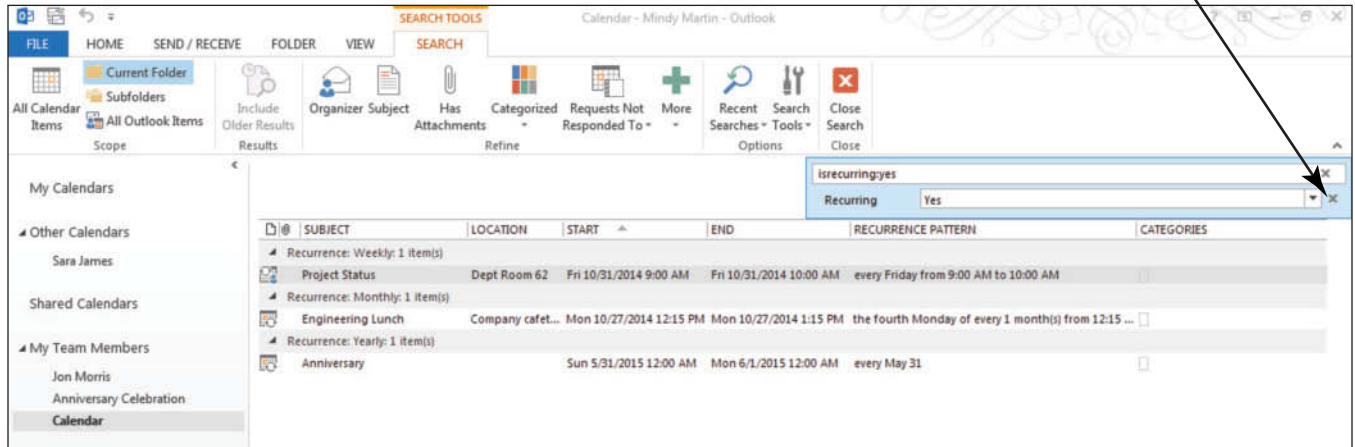 SEARCH TOOLS
Calendar - Mindy Martin - Outlook
FILE HOME SEND / RECEIVE FOLDER VIEW SEARCH
All Calendar Items
Current Folder
Subfolders
All Outlook Items
Scope
Include Older Results
Results
Organizer Subject Has Attachments Categorized Requests Not Responded To More
Refine
Recent Searches Search Tools
Options
Close Search
Close
isrecurring:yes
Recurring Yes
My Calendars
Other Calendars
Sara James
Shared Calendars
My Team Members
Jon Morris
Anniversary Celebration
Calendar
SUBJECT LOCATION START END RECURRENCE PATTERN CATEGORIES
Recurrence: Weekly: 1 item(s)
Project Status Dept Room 62 Fri 10/31/2014 9:00 AM Fri 10/31/2014 10:00 AM every Friday from 9:00 AM to 10:00 AM
Recurrence: Monthly: 1 item(s)
Engineering Lunch Company cafet... Mon 10/27/2014 12:15 PM Mon 10/27/2014 1:15 PM the fourth Monday of every 1 month(s) from 12:15 ...
Recurrence: Yearly: 1 item(s)
Anniversary Sun 5/31/2015 12:00 AM Mon 6/1/2015 12:00 AM every May 31